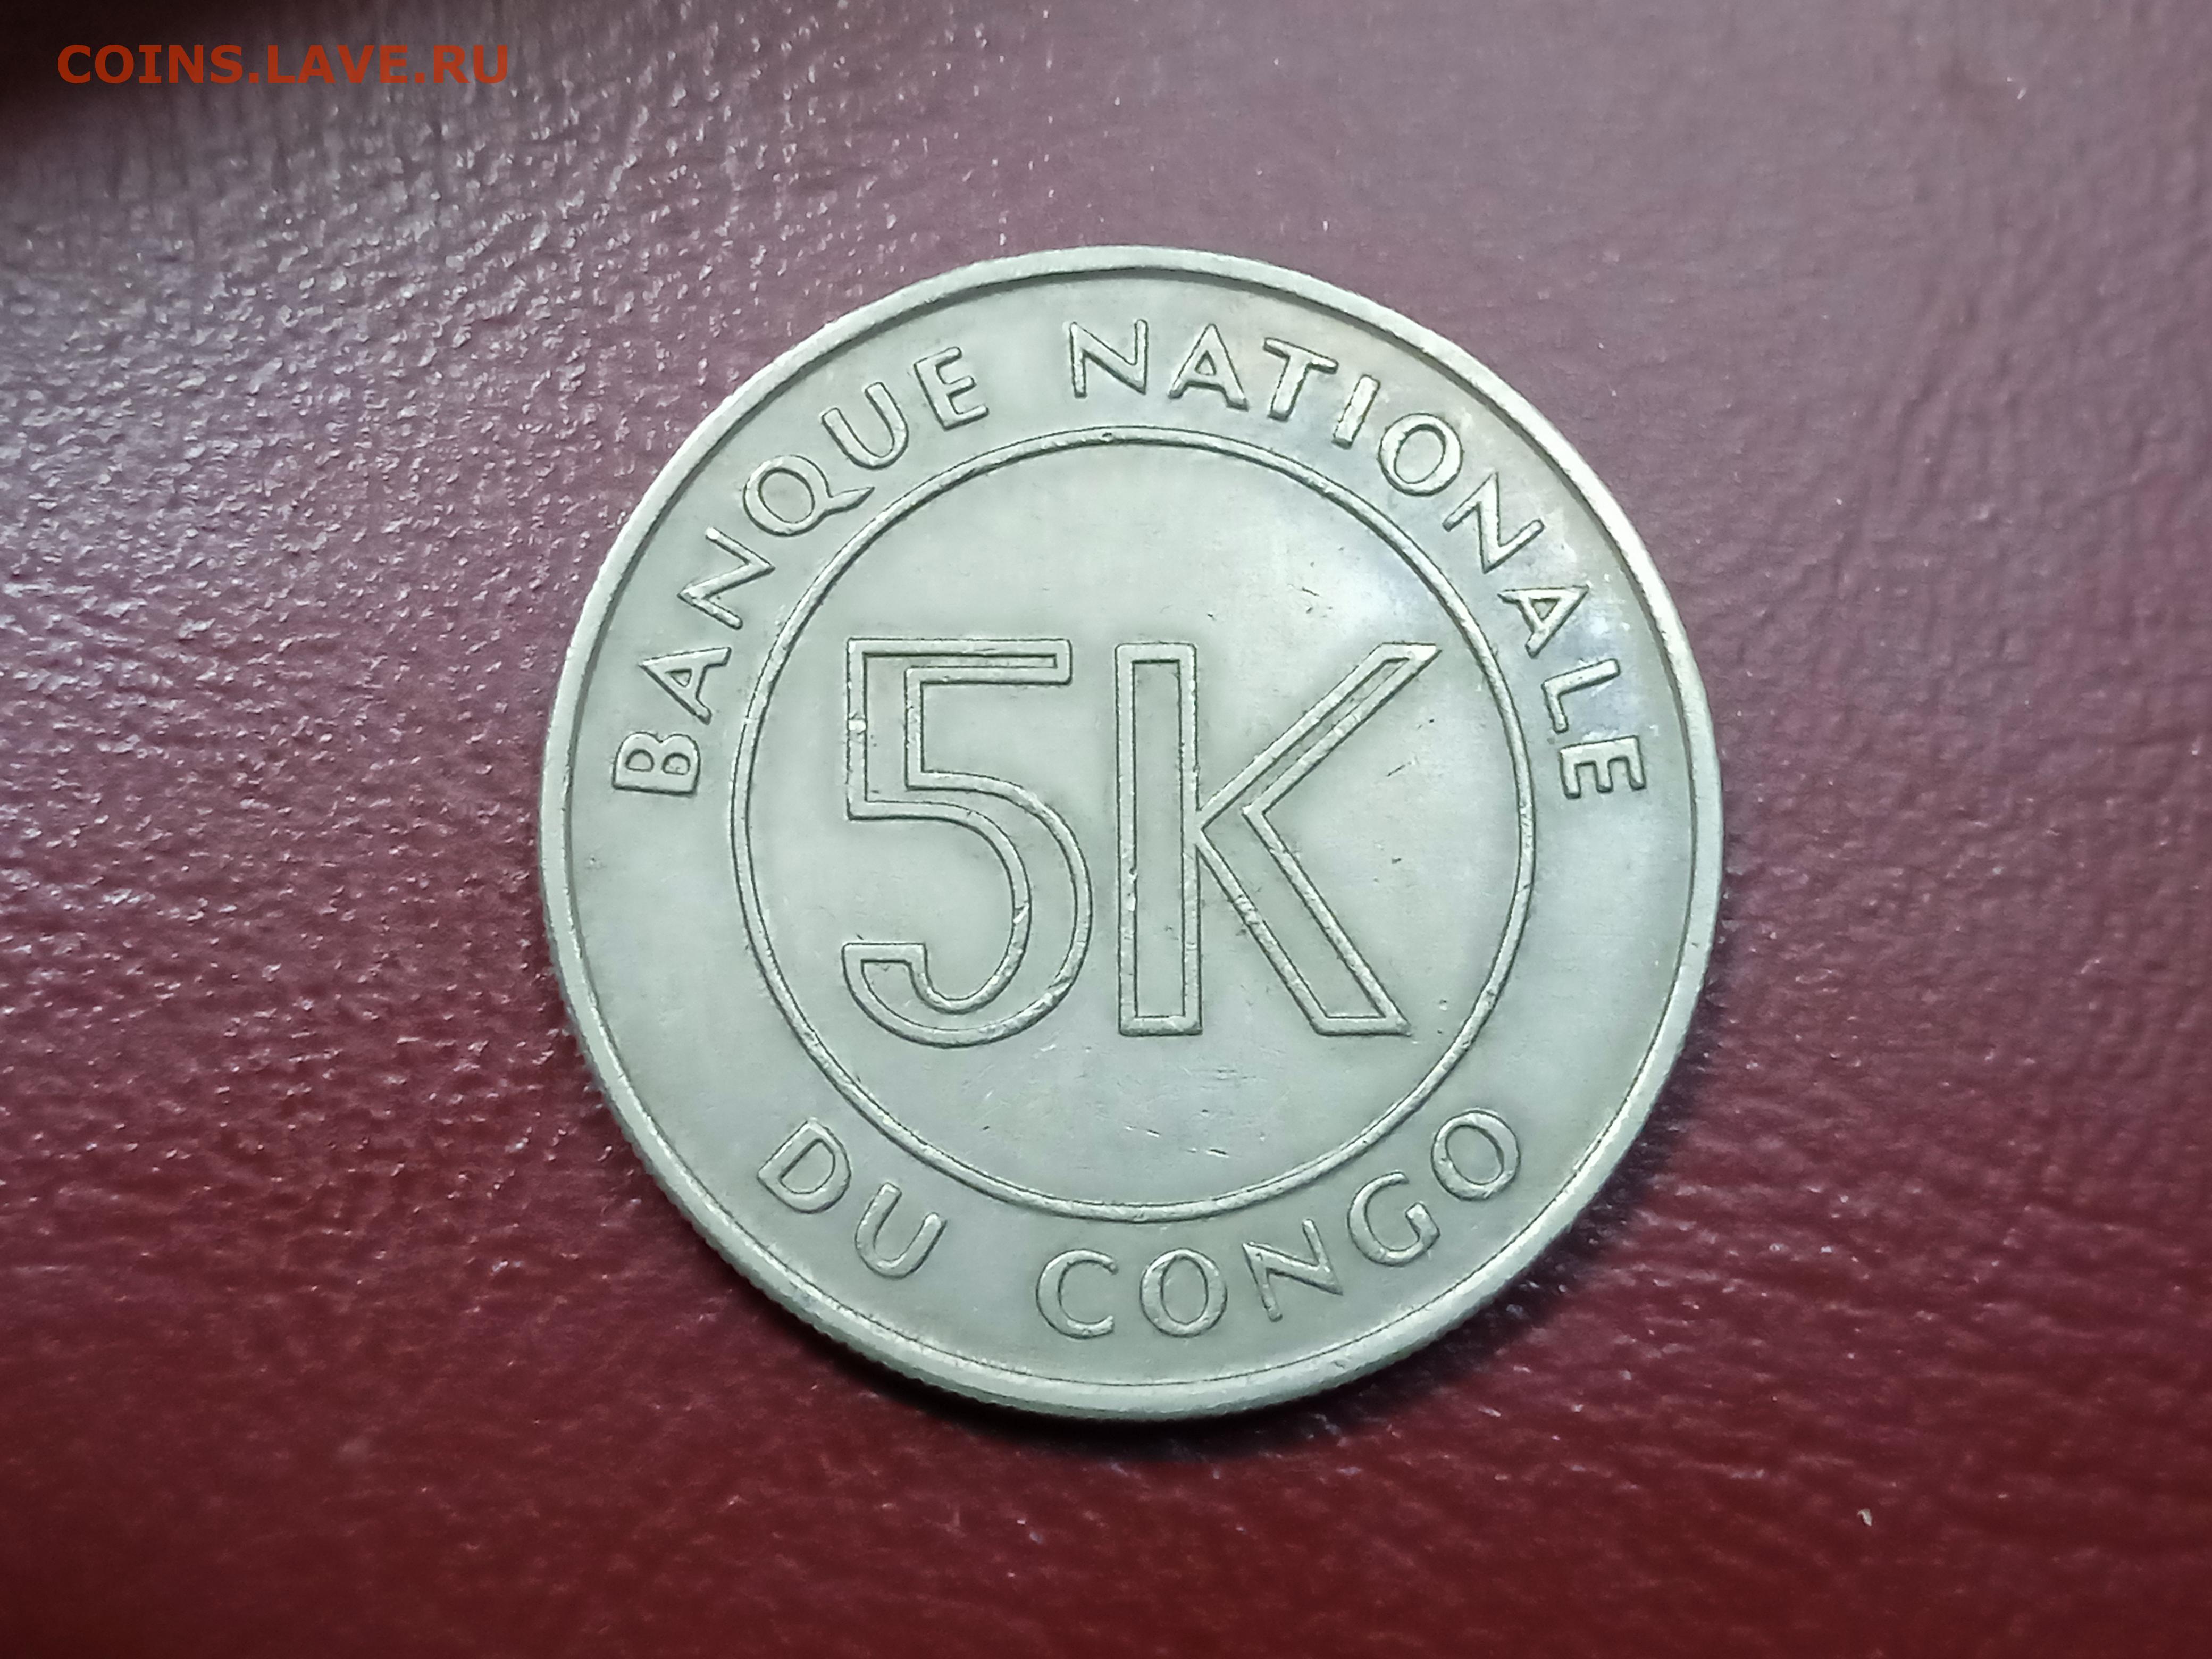 COINS.LAVE.RU
BANQUE NATIONALE
5K
DU CONGO